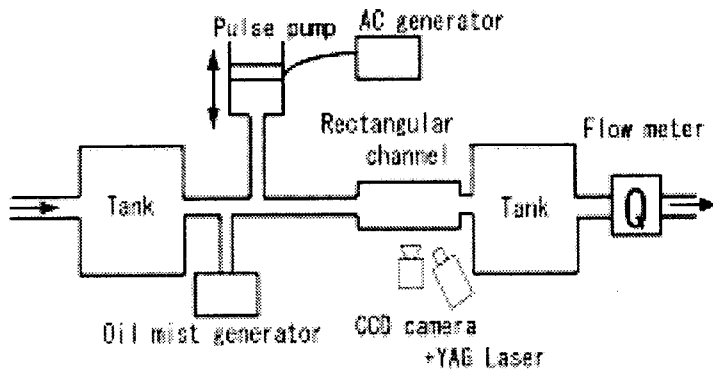 Pulse pump
AC generator
Rectangular
channel
Flow meter
Tank
Tank
Q
Oil mist generator
CCD camera
+YAG Laser